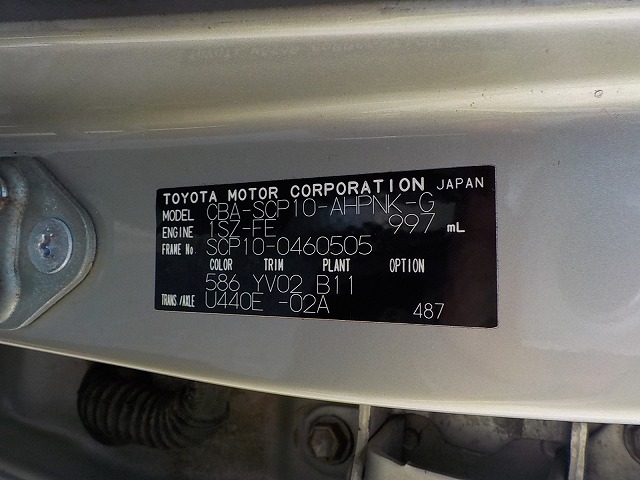 TOYOTA MOTOR CORPORATION JAPAN
MODEL CBA-SCP10-AHPNK-G
ENGINE 1SZ-FE 997 mL
FRAME No. SCP10-0460505
COLOR TRIM PLANT OPTION
586 YV02 B11
TRANS/AXLE U440E -02A 487